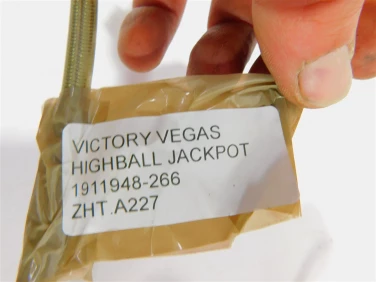 VICTORY VEGAS
HIGHBALL JACKPOT
1911948-266
ZHT A227